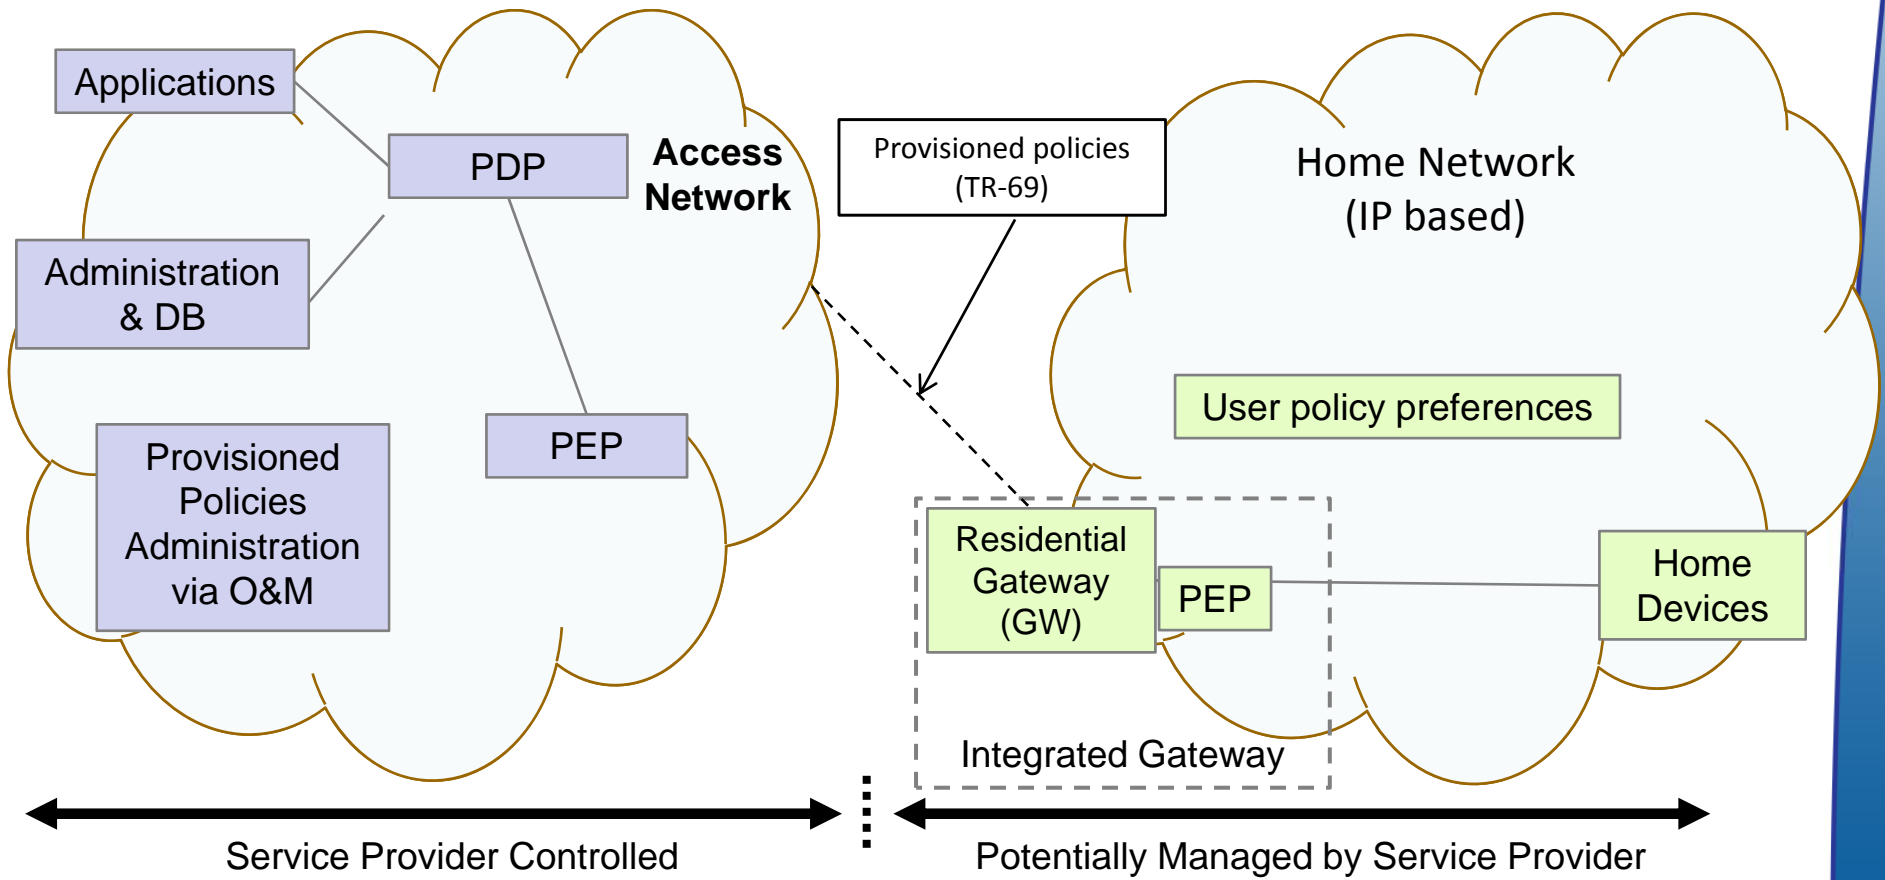 Applications
PDP
Access
Network
Administration
& DB
PEP
Provisioned
Policies
Administration
via O&M
Provisioned policies
(TR-69)
Home Network
(IP based)
User policy preferences
Residential
Gateway
(GW)
PEP
Home
Devices
Integrated Gateway
Service Provider Controlled
Potentially Managed by Service Provider